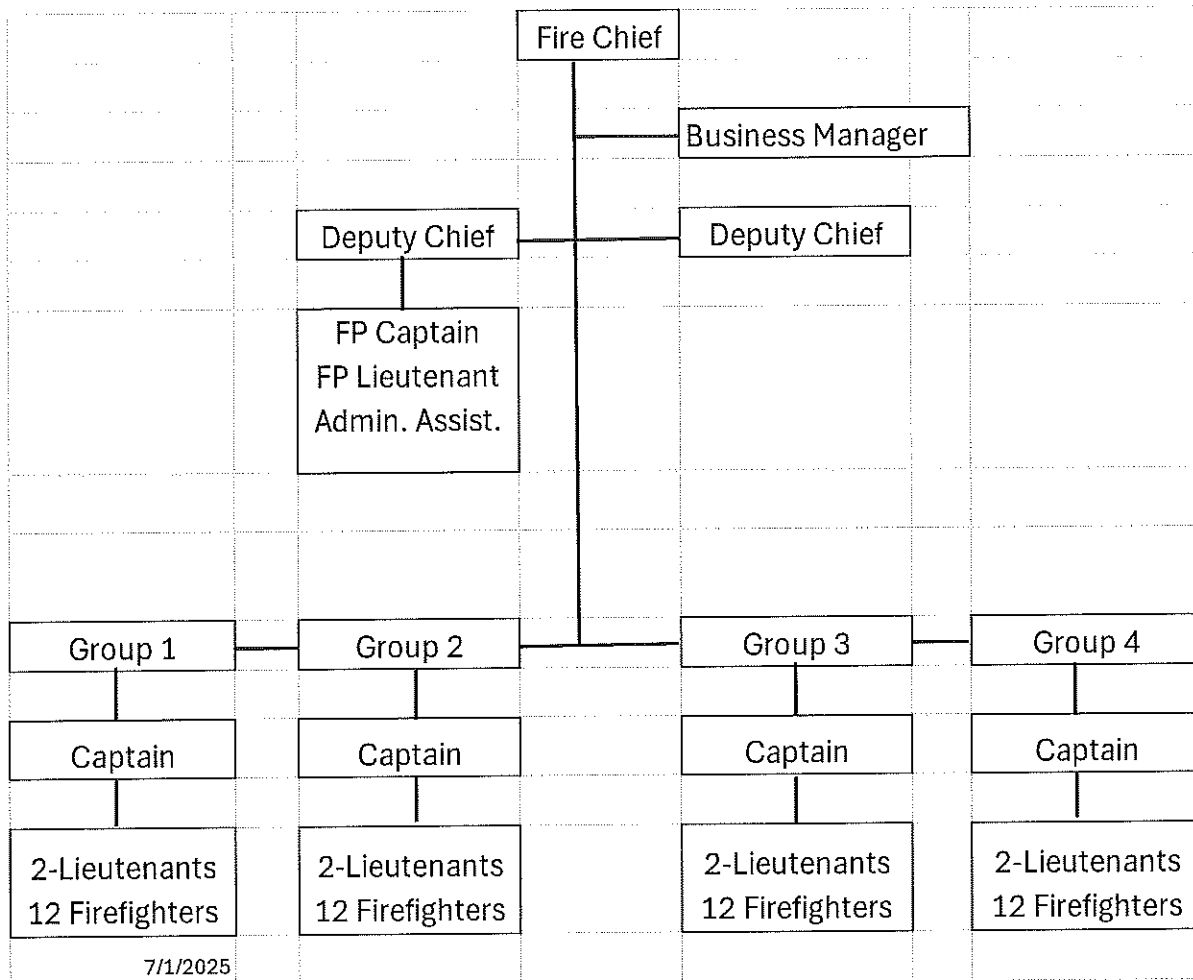 Fire Chief
Business Manager
Deputy Chief
Deputy Chief
FP Captain
FP Lieutenant
Admin. Assist.
Group 1
Group 2
Group 3
Group 4
Captain
Captain
Captain
Captain
2-Lieutenants
12 Firefighters
2-Lieutenants
12 Firefighters
2-Lieutenants
12 Firefighters
2-Lieutenants
12 Firefighters
7/1/2025